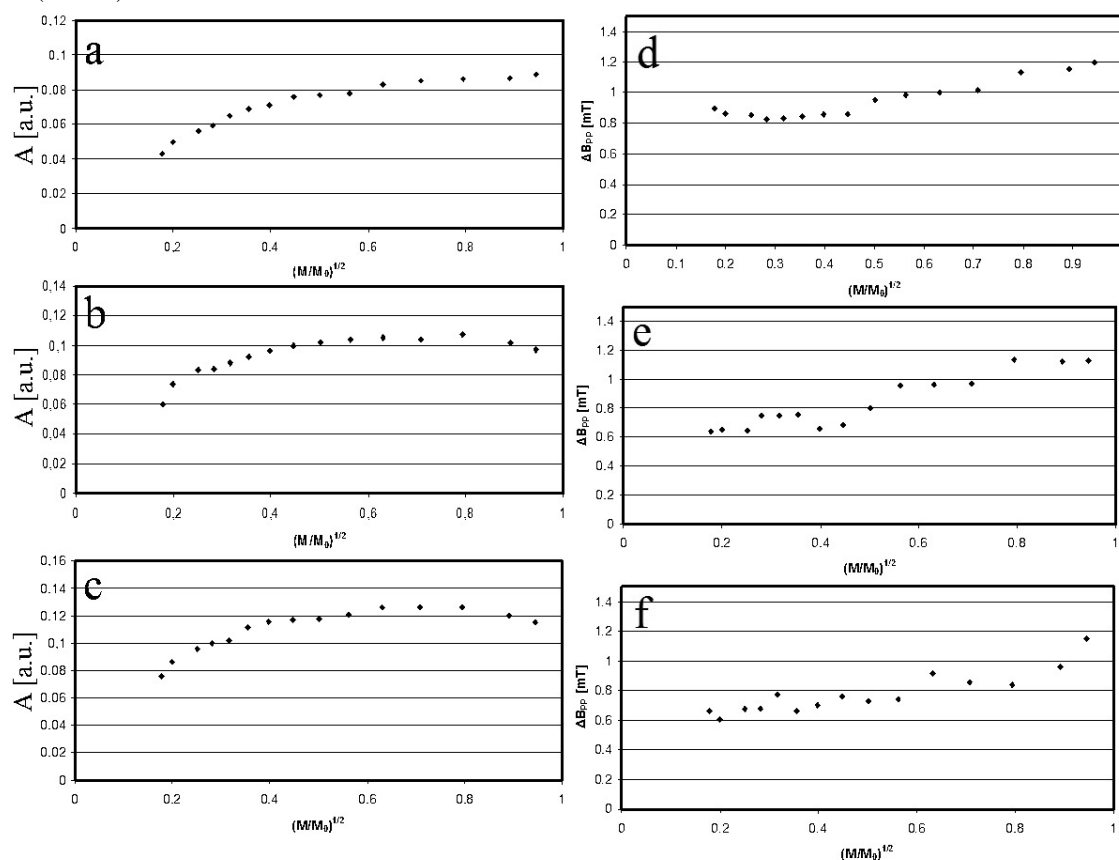 a
A [a.u.]
0,12
0,1
0,08
0,06
0,04
0,02
0
0 0,2 0,4 0,6 0,8 1
(M/M₀)^1/2
b
A [a.u.]
0,14
0,12
0,1
0,08
0,06
0,04
0,02
0
0 0,2 0,4 0,6 0,8 1
(M/M₀)^1/2
c
A [a.u.]
0.16
0.14
0.12
0.1
0.08
0.06
0.04
0.02
0
0 0.2 0.4 0.6 0.8 1
(M/M₀)^1/2
d
ΔBpp [mT]
1.4
1.2
1
0.8
0.6
0.4
0.2
0
0 0.1 0.2 0.3 0.4 0.5 0.6 0.7 0.8 0.9
(M/M₀)^1/2
e
ΔBpp [mT]
1.4
1.2
1
0.8
0.6
0.4
0.2
0
0 0.2 0.4 0.6 0.8 1
(M/M₀)^1/2
f
ΔBpp [mT]
1.4
1.2
1
0.8
0.6
0.4
0.2
0
0 0.2 0.4 0.6 0.8 1
(M/M₀)^1/2